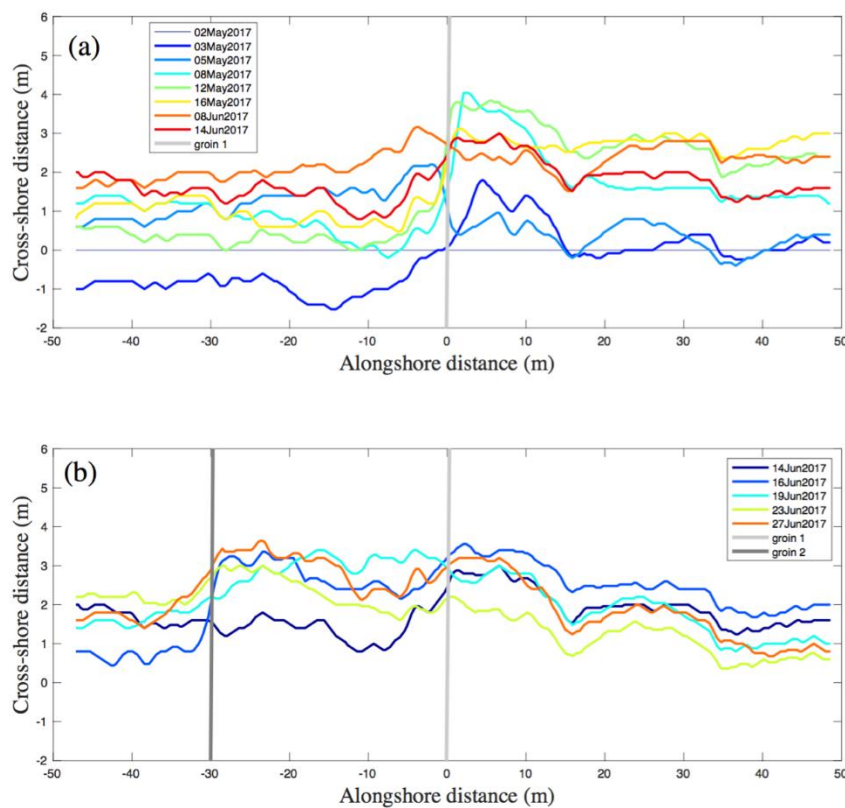 (a)
02May2017
03May2017
05May2017
08May2017
12May2017
16May2017
08Jun2017
14Jun2017
groin 1
Cross-shore distance (m)
6
5
4
3
2
1
0
-1
-2
-50 -40 -30 -20 -10 0 10 20 30 40 50
Alongshore distance (m)
(b)
14Jun2017
16Jun2017
19Jun2017
23Jun2017
27Jun2017
groin 1
groin 2
Cross-shore distance (m)
6
5
4
3
2
1
0
-1
-2
-50 -40 -30 -20 -10 0 10 20 30 40 50
Alongshore distance (m)